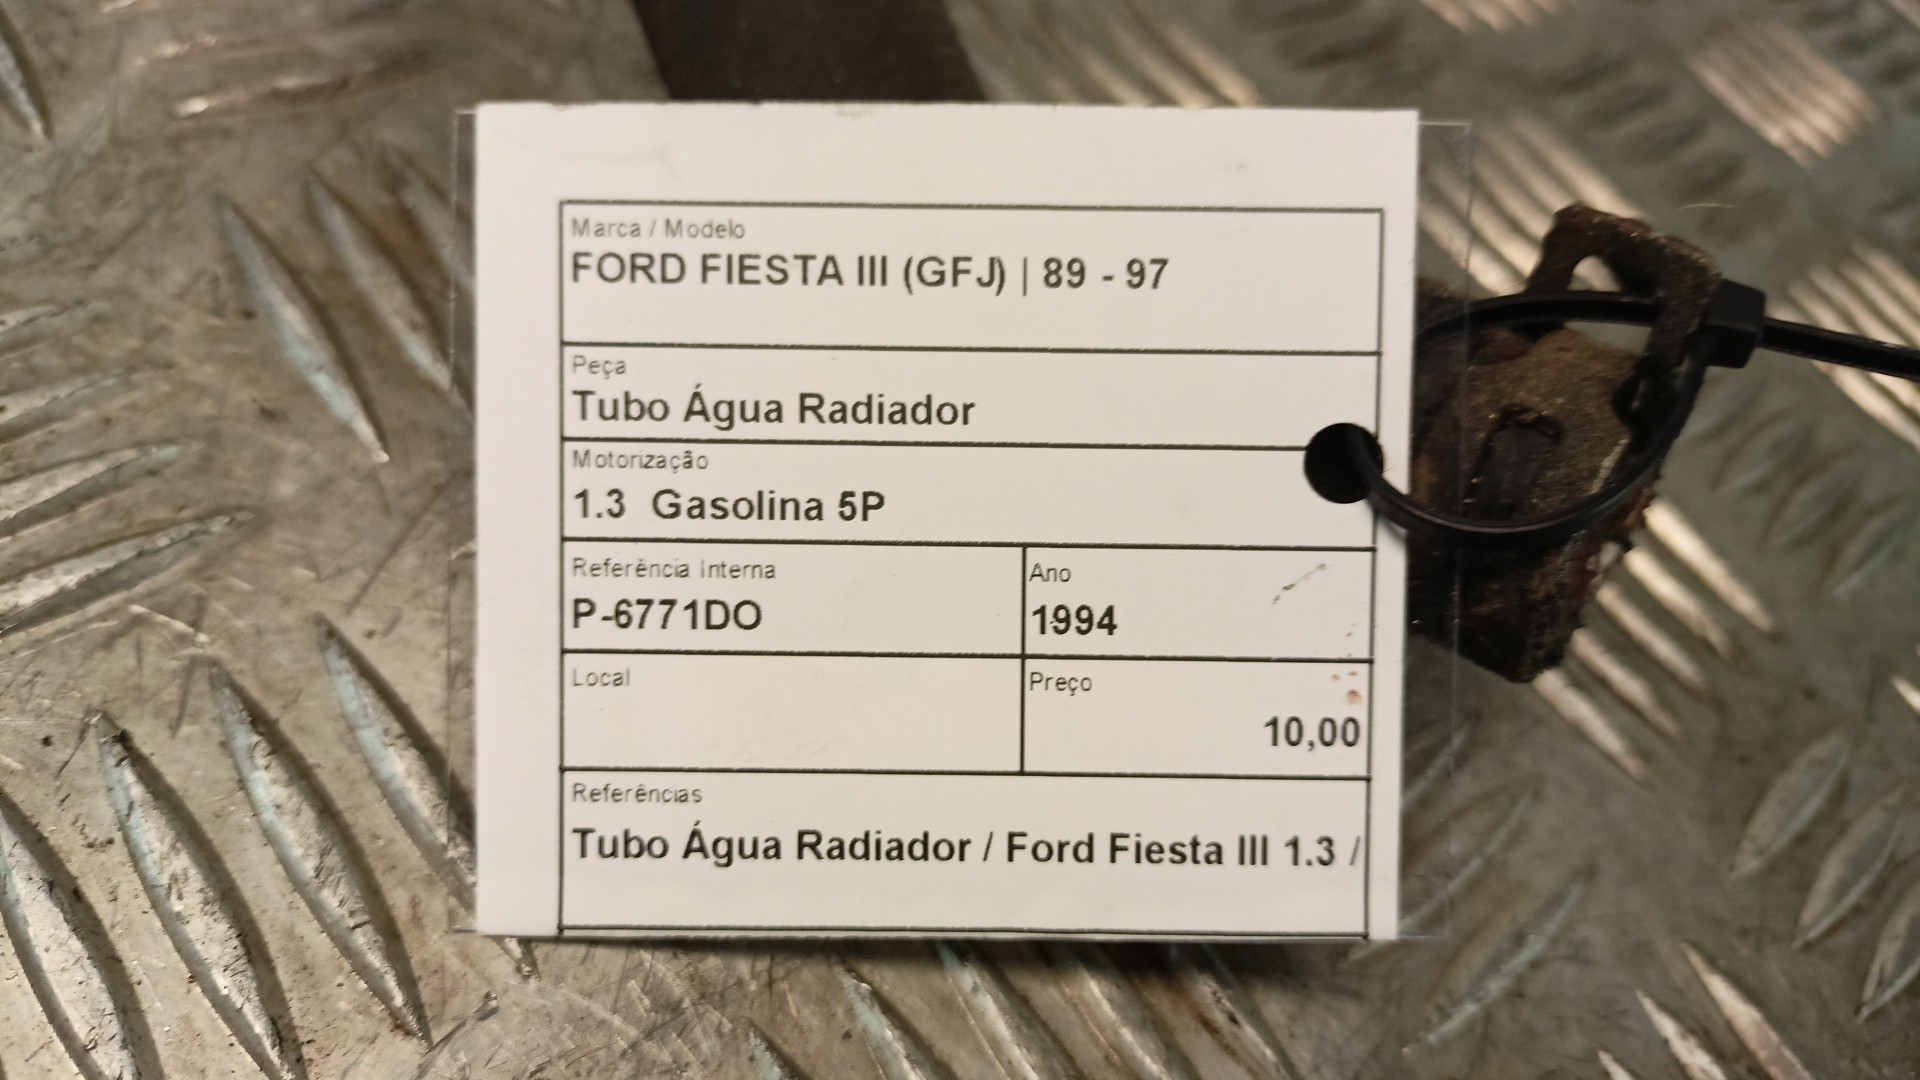 Marca / Modelo
FORD FIESTA III (GFJ) | 89 - 97
Peça
Tubo Água Radiador
Motorização
1.3 Gasolina 5P
Referência Interna
P-6771DO
Ano
1994
Local
Preço
10,00
Referências
Tubo Água Radiador / Ford Fiesta III 1.3 /